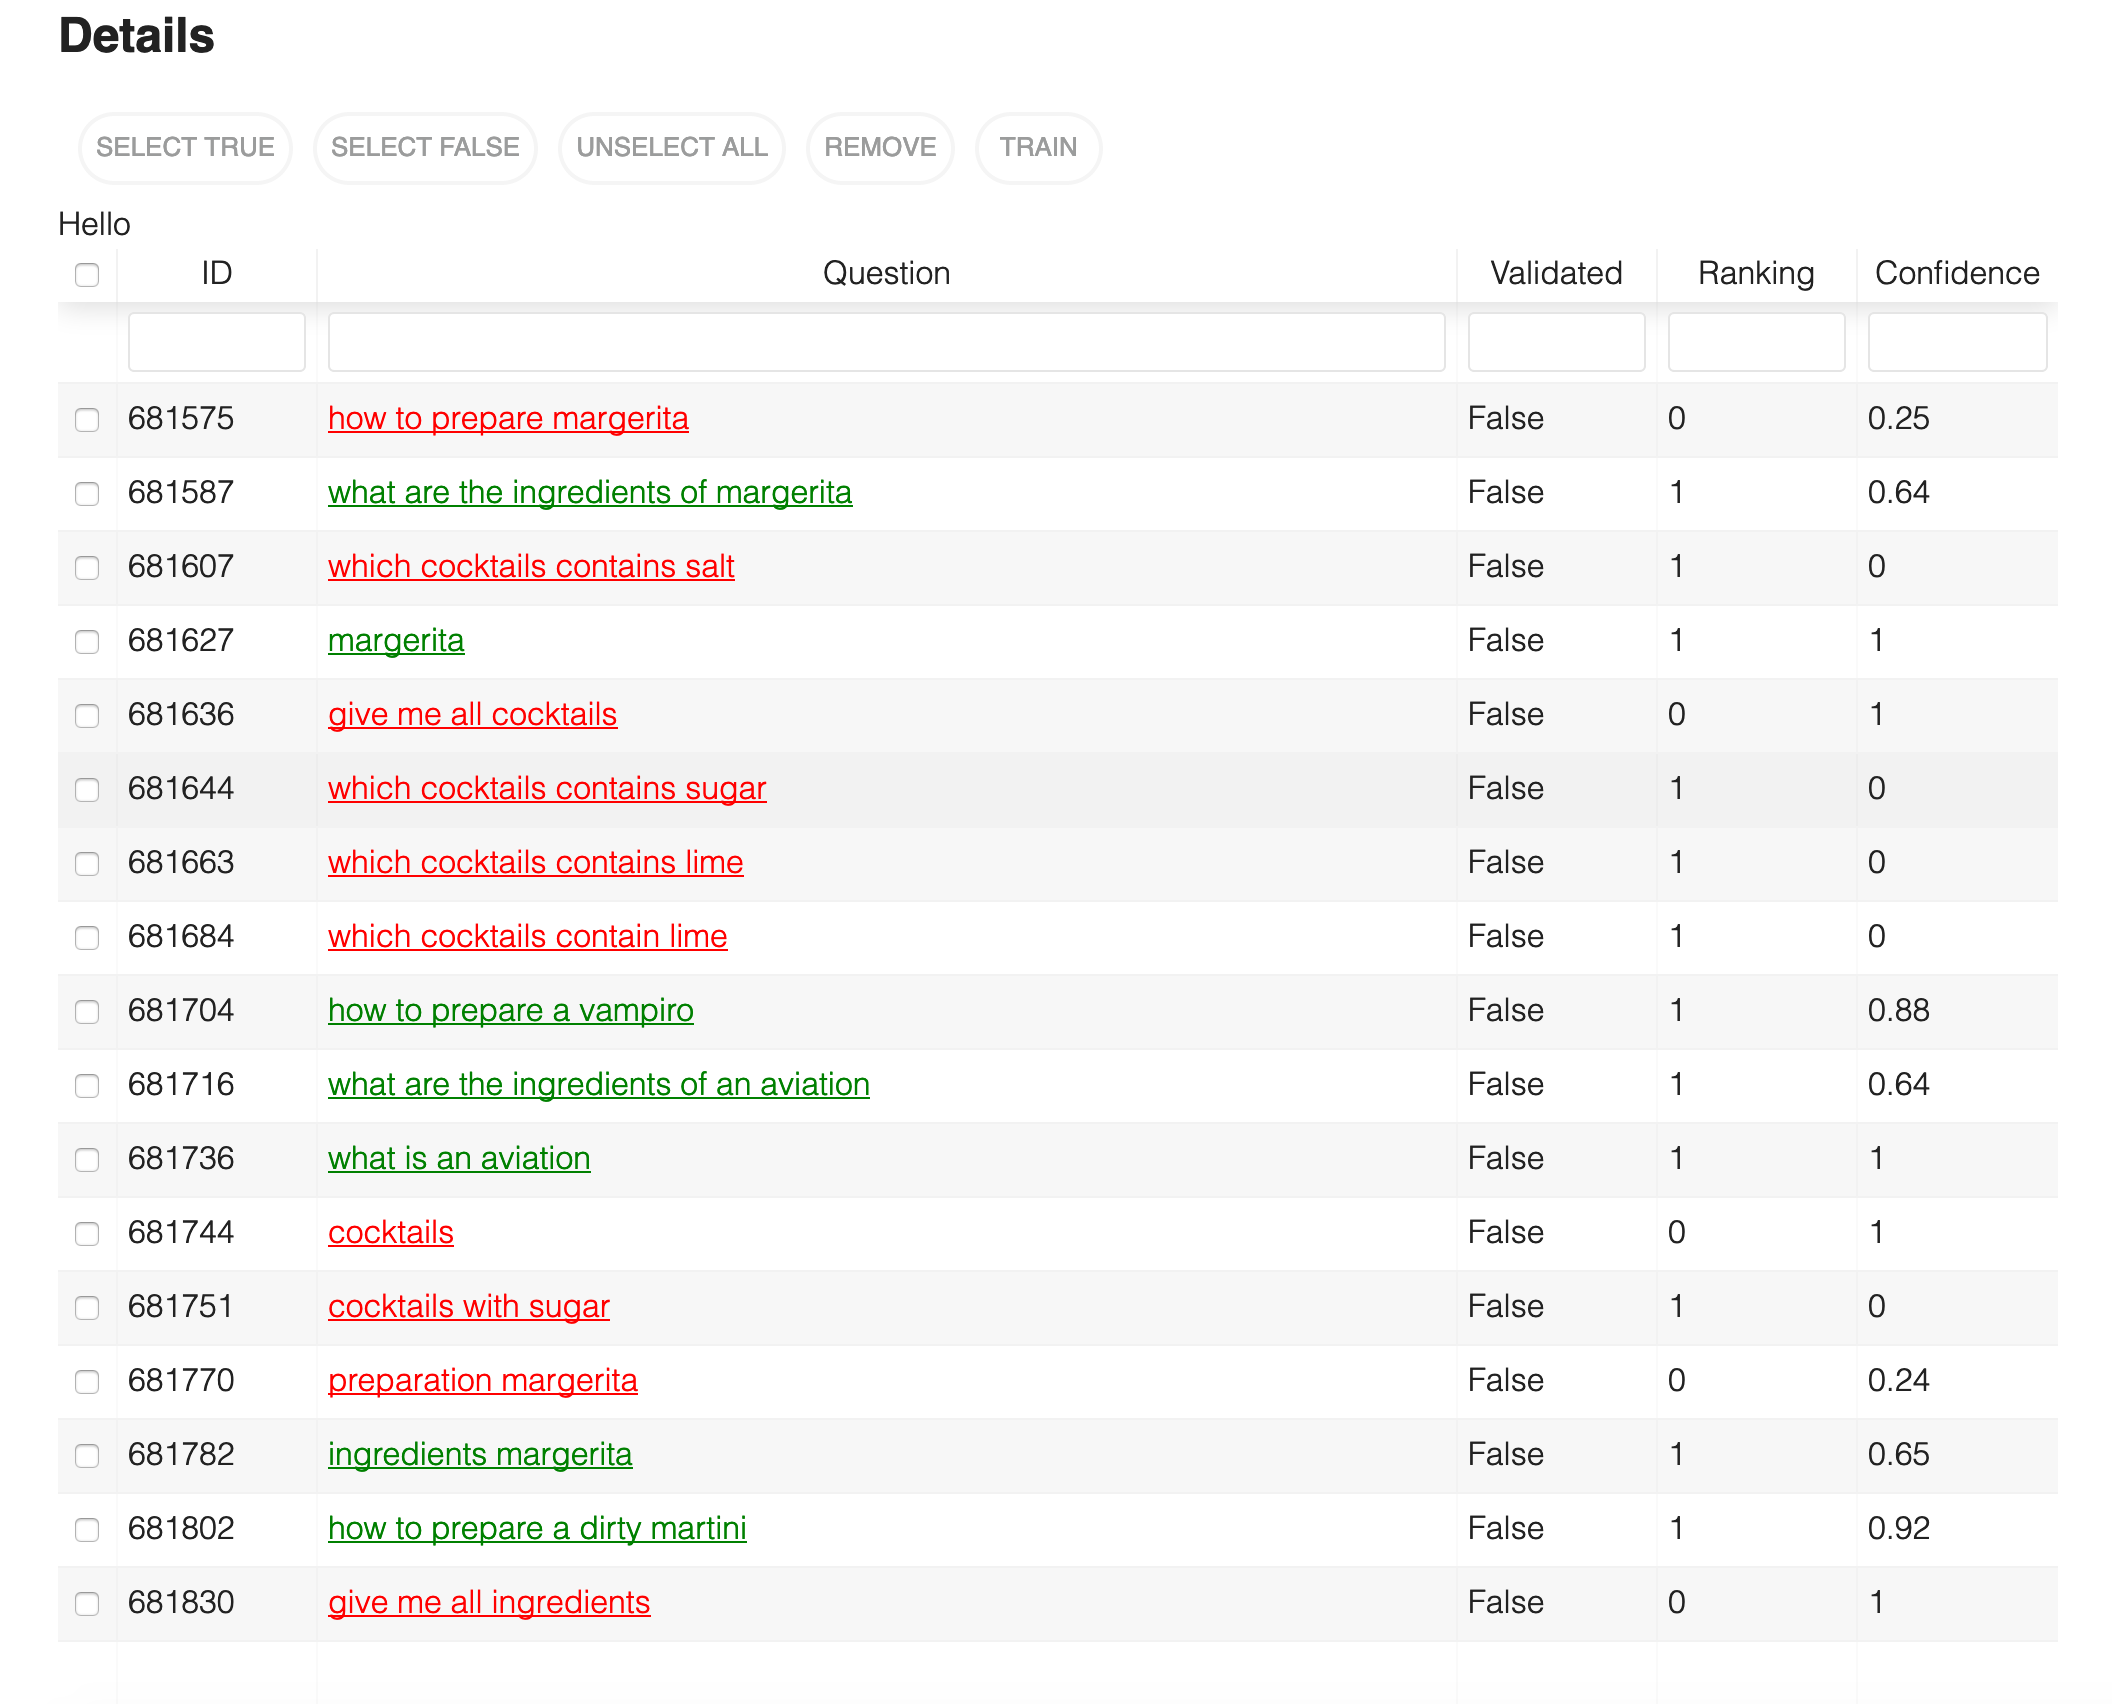 Details
SELECT TRUE SELECT FALSE UNSELECT ALL REMOVE TRAIN
Hello
ID Question Validated Ranking Confidence
681575 how to prepare margerita False 0 0.25
681587 what are the ingredients of margerita False 1 0.64
681607 which cocktails contains salt False 1 0
681627 margerita False 1 1
681636 give me all cocktails False 0 1
681644 which cocktails contains sugar False 1 0
681663 which cocktails contains lime False 1 0
681684 which cocktails contain lime False 1 0
681704 how to prepare a vampiro False 1 0.88
681716 what are the ingredients of an aviation False 1 0.64
681736 what is an aviation False 1 1
681744 cocktails False 0 1
681751 cocktails with sugar False 1 0
681770 preparation margerita False 0 0.24
681782 ingredients margerita False 1 0.65
681802 how to prepare a dirty martini False 1 0.92
681830 give me all ingredients False 0 1